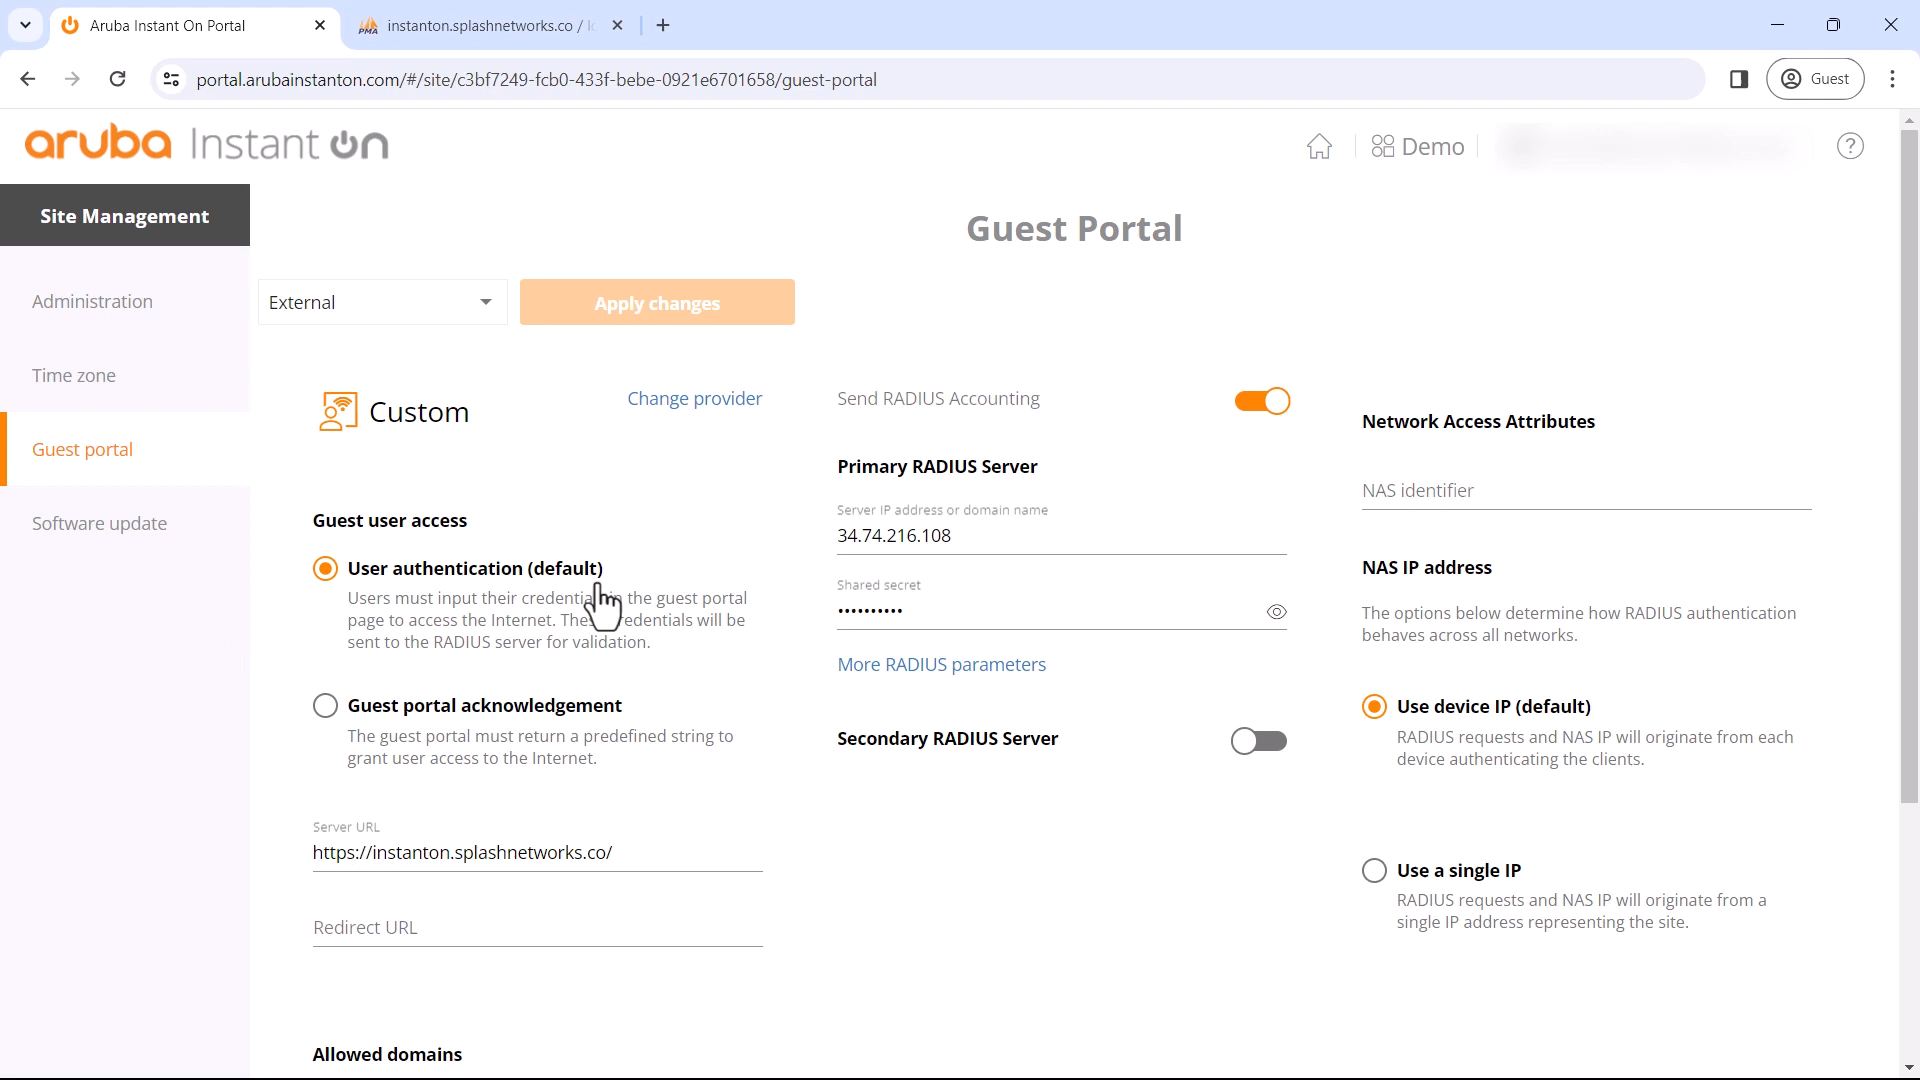 Aruba Instant On Portal
PMA instanton.splashnetworks.co /
portal.arubainstanton.com/#/site/c3bf7249-fcb0-433f-bebe-0921e6701658/guest-portal
Guest
aruba Instant on
Demo
?
Site Management
Guest Portal
Administration
External
Apply changes
Time zone
Guest portal
Software update
Custom
Change provider
Guest user access
User authentication (default)
Users must input their the guest portal
page to access the Internet. will be
sent to the RADIUS server for validation.
Guest portal acknowledgement
The guest portal must return a predefined string to
grant user access to the Internet.
Server URL
https://instanton.splashnetworks.co/
Redirect URL
Allowed domains
Send RADIUS Accounting
Primary RADIUS Server
Server IP address or domain name
34.74.216.108
Shared secret
••••••••••
More RADIUS parameters
Secondary RADIUS Server
Network Access Attributes
NAS identifier
NAS IP address
The options below determine how RADIUS authentication
behaves across all networks.
Use device IP (default)
RADIUS requests and NAS IP will originate from each
device authenticating the clients.
Use a single IP
RADIUS requests and NAS IP will originate from a
single IP address representing the site.